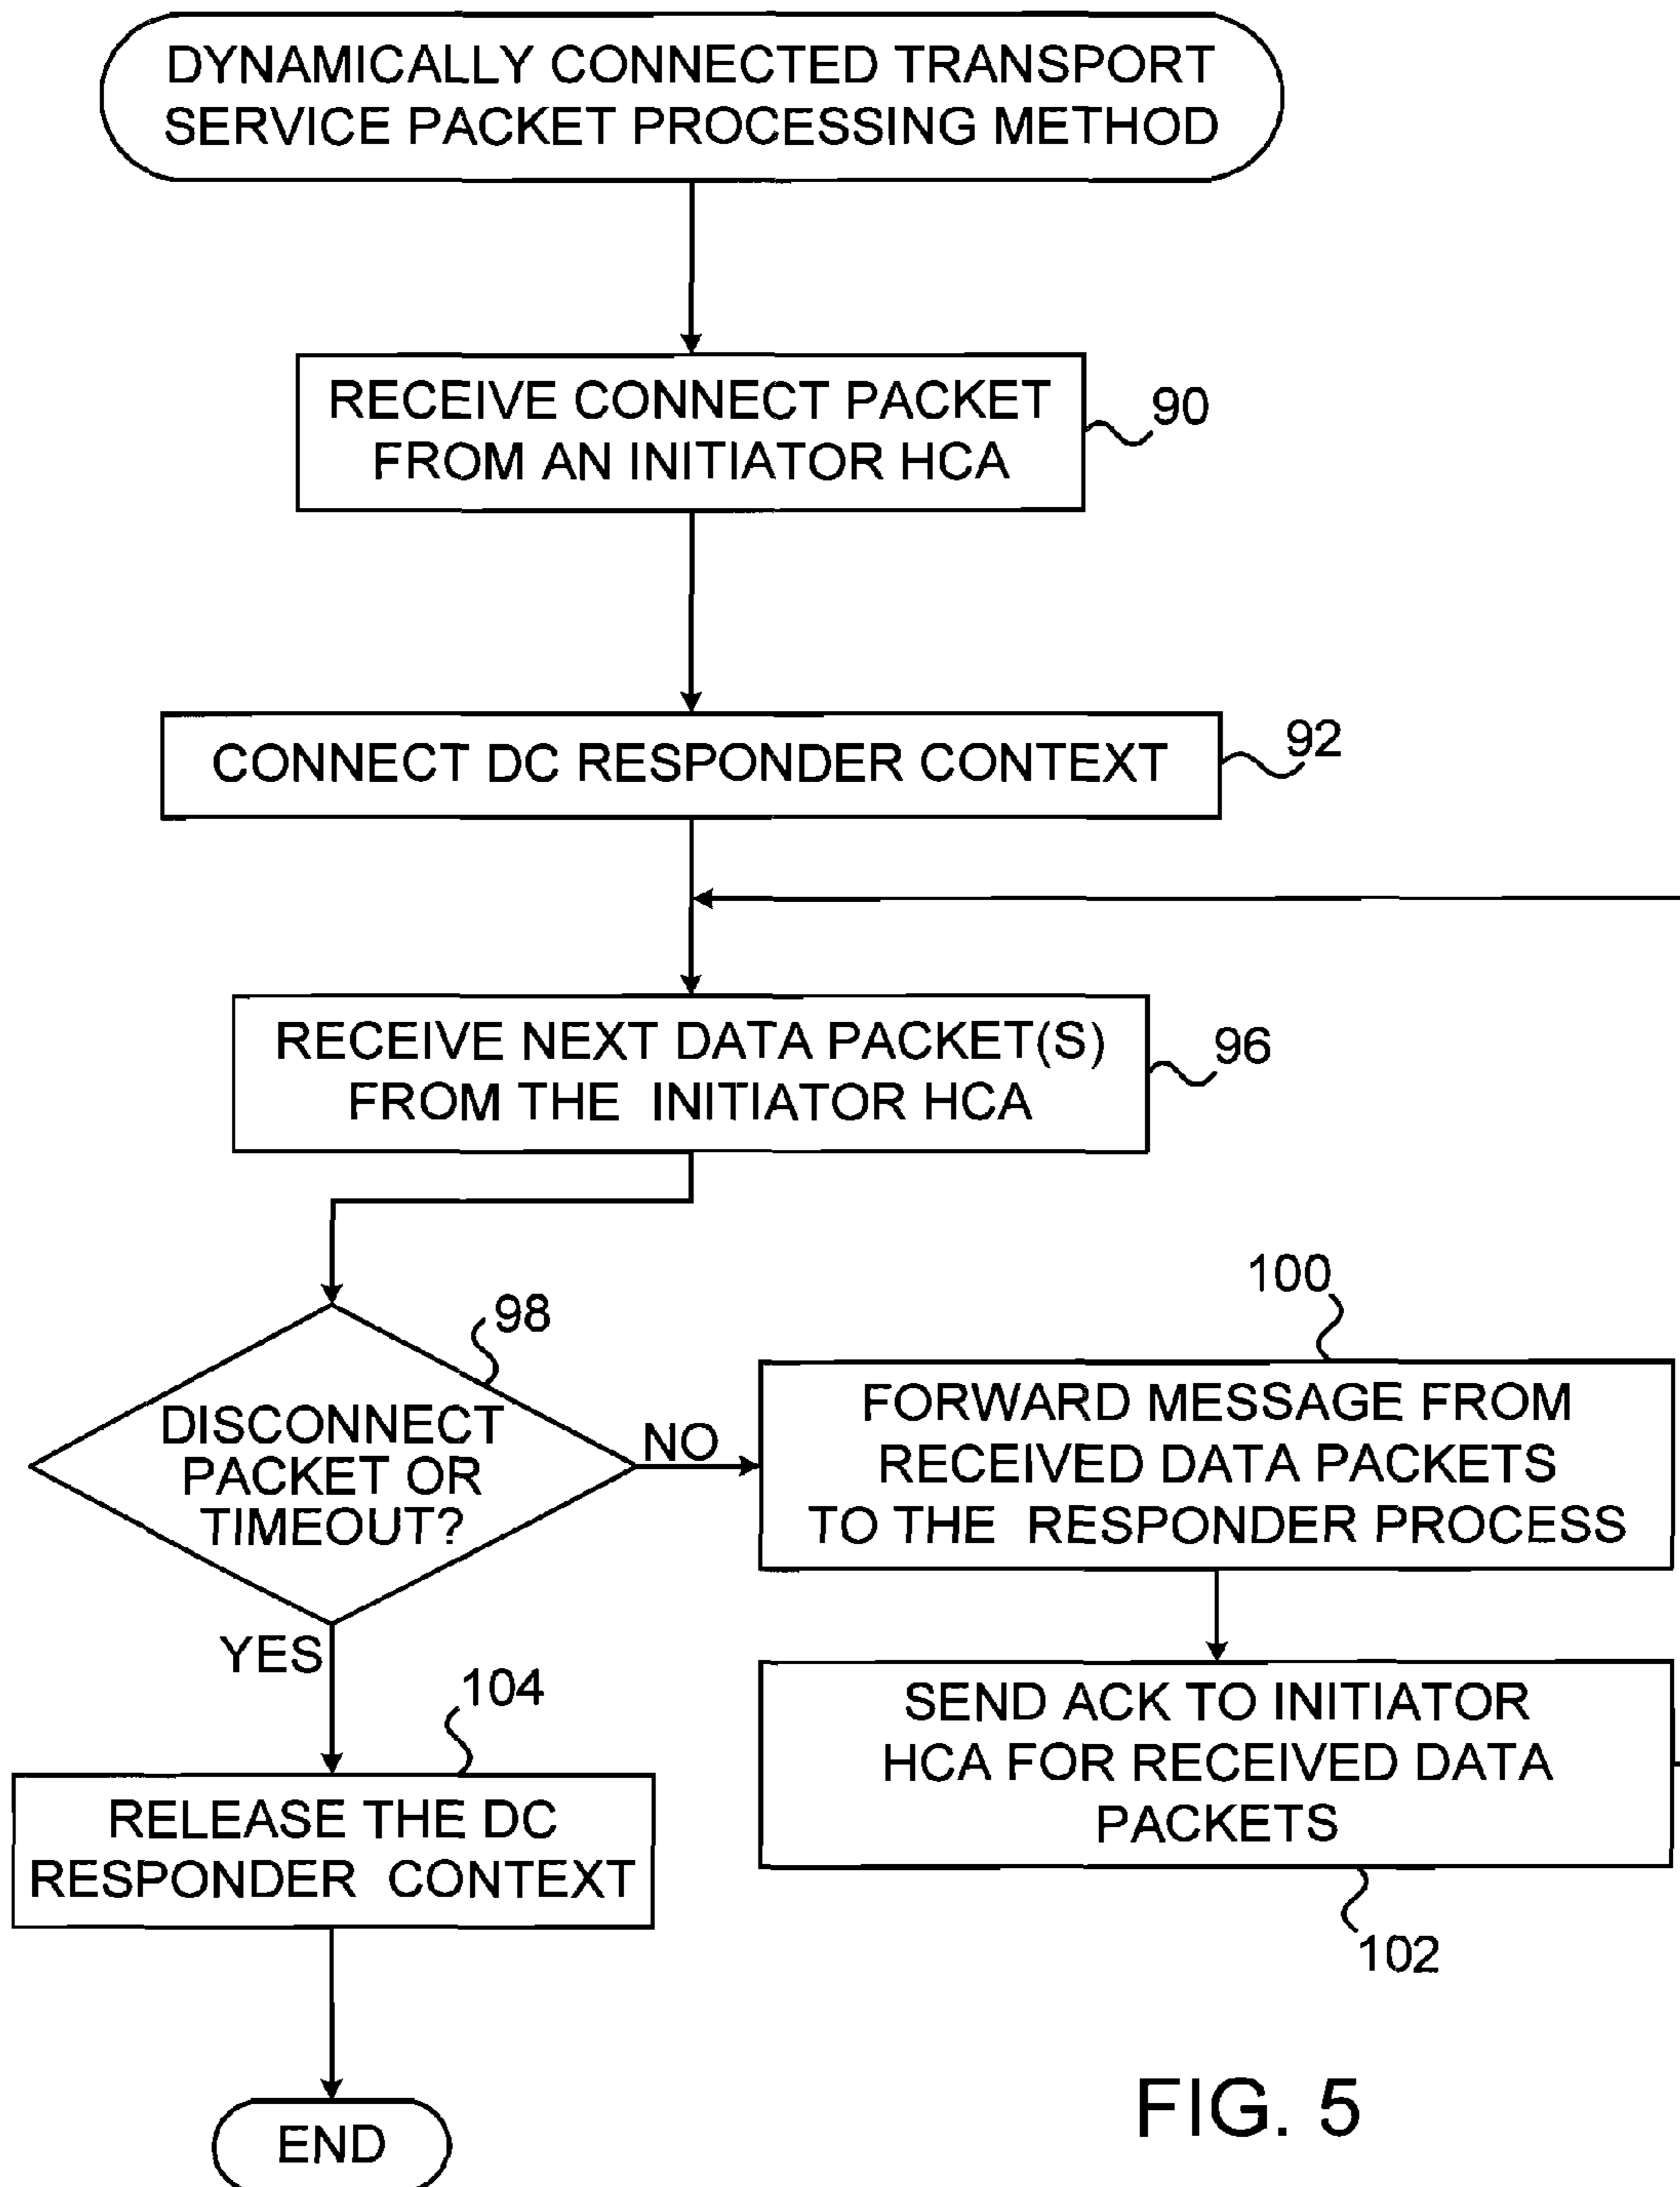 DYNAMICALLY CONNECTED TRANSPORT
SERVICE PACKET PROCESSING METHOD
RECEIVE CONNECT PACKET
FROM AN INITIATOR HCA
90
CONNECT DC RESPONDER CONTEXT
92
RECEIVE NEXT DATA PACKET(S)
FROM THE INITIATOR HCA
96
98
DISCONNECT
PACKET OR
TIMEOUT?
NO
100
FORWARD MESSAGE FROM
RECEIVED DATA PACKETS
TO THE RESPONDER PROCESS
YES
104
SEND ACK TO INITIATOR
HCA FOR RECEIVED DATA
PACKETS
102
RELEASE THE DC
RESPONDER CONTEXT
END
FIG. 5